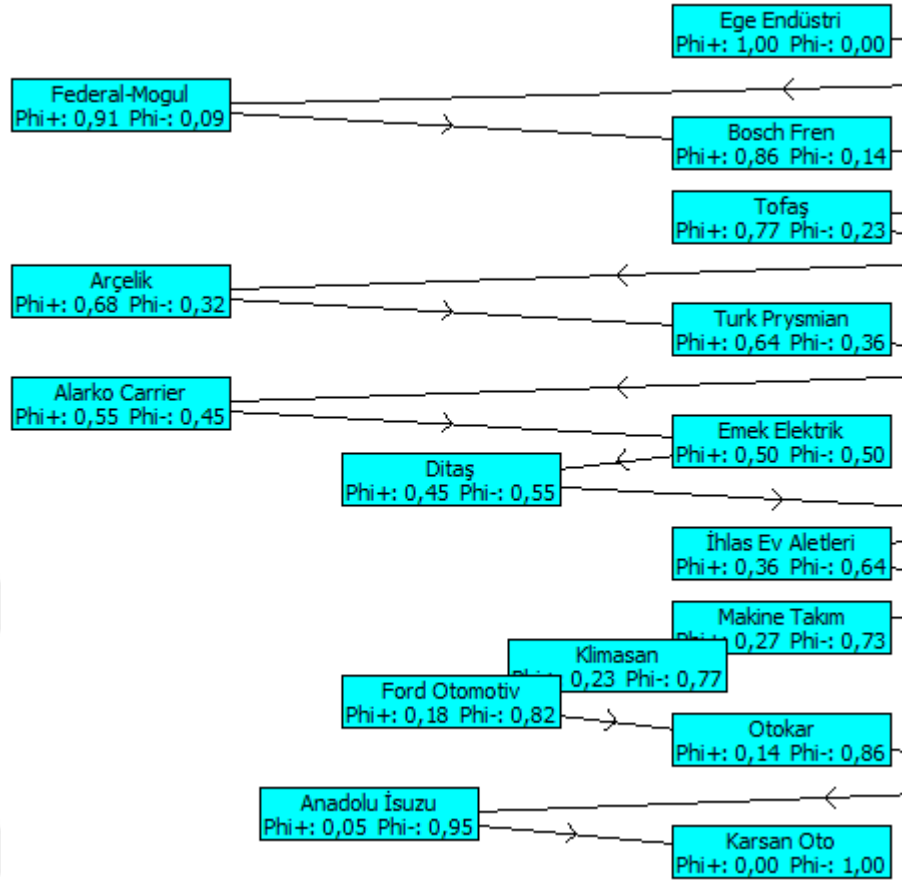 Ege Endüstri
Phi+: 1,00 Phi-: 0,00
Federal-Mogul
Phi+: 0,91 Phi-: 0,09
Bosch Fren
Phi+: 0,86 Phi-: 0,14
Tofaş
Phi+: 0,77 Phi-: 0,23
Arçelik
Phi+: 0,68 Phi-: 0,32
Turk Prysmian
Phi+: 0,64 Phi-: 0,36
Alarko Carrier
Phi+: 0,55 Phi-: 0,45
Emek Elektrik
Phi+: 0,50 Phi-: 0,50
Ditaş
Phi+: 0,45 Phi-: 0,55
İhlas Ev Aletleri
Phi+: 0,36 Phi-: 0,64
Makine Takım
Phi+: 0,27 Phi-: 0,73
Klimasan
Phi+: 0,23 Phi-: 0,77
Ford Otomotiv
Phi+: 0,18 Phi-: 0,82
Otokar
Phi+: 0,14 Phi-: 0,86
Anadolu İsuzu
Phi+: 0,05 Phi-: 0,95
Karsan Oto
Phi+: 0,00 Phi-: 1,00